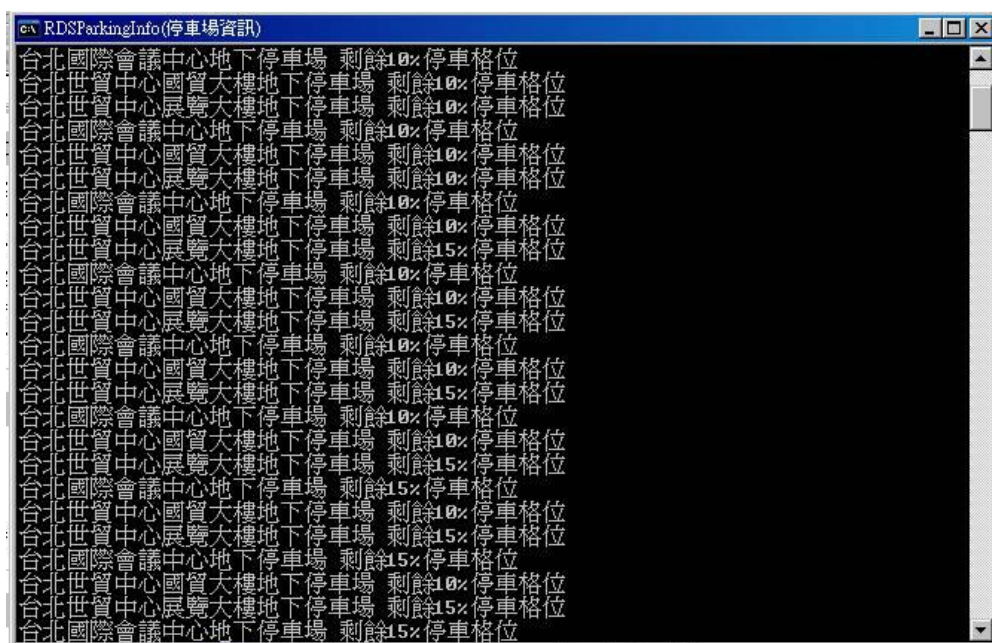 RDSParkingInfo(停車場資訊)
台北國際會議中心地下停車場 剩餘10%停車格位
台北世貿中心國貿大樓地下停車場 剩餘10%停車格位
台北世貿中心展覽大樓地下停車場 剩餘10%停車格位
台北國際會議中心地下停車場 剩餘10%停車格位
台北世貿中心國貿大樓地下停車場 剩餘10%停車格位
台北世貿中心展覽大樓地下停車場 剩餘10%停車格位
台北國際會議中心地下停車場 剩餘10%停車格位
台北世貿中心國貿大樓地下停車場 剩餘10%停車格位
台北世貿中心展覽大樓地下停車場 剩餘15%停車格位
台北國際會議中心地下停車場 剩餘10%停車格位
台北世貿中心國貿大樓地下停車場 剩餘10%停車格位
台北世貿中心展覽大樓地下停車場 剩餘15%停車格位
台北國際會議中心地下停車場 剩餘10%停車格位
台北世貿中心國貿大樓地下停車場 剩餘10%停車格位
台北世貿中心展覽大樓地下停車場 剩餘15%停車格位
台北國際會議中心地下停車場 剩餘10%停車格位
台北世貿中心國貿大樓地下停車場 剩餘10%停車格位
台北世貿中心展覽大樓地下停車場 剩餘15%停車格位
台北國際會議中心地下停車場 剩餘15%停車格位
台北世貿中心國貿大樓地下停車場 剩餘10%停車格位
台北世貿中心展覽大樓地下停車場 剩餘15%停車格位
台北國際會議中心地下停車場 剩餘15%停車格位
台北世貿中心國貿大樓地下停車場 剩餘10%停車格位
台北世貿中心展覽大樓地下停車場 剩餘15%停車格位
台北國際會議中心地下停車場 剩餘15%停車格位